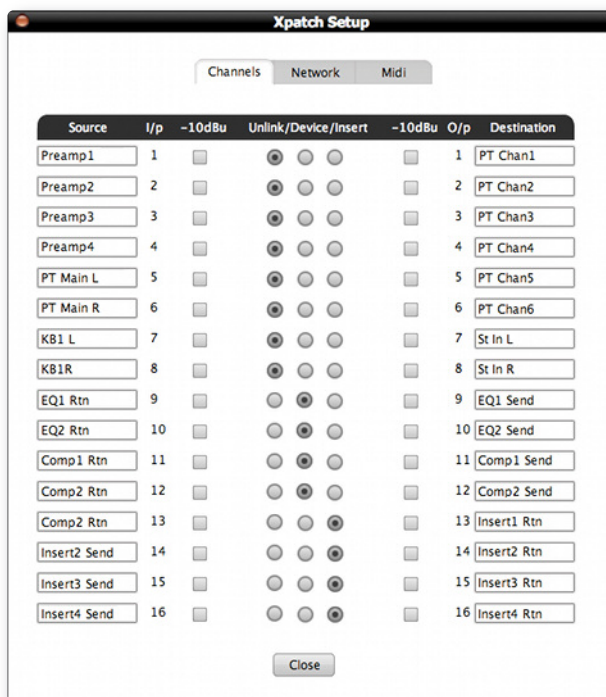 Xpatch Setup
Channels Network Midi
Source I/p -10dBu Unlink/Device/Insert -10dBu O/p Destination
Preamp1 1 1 PT Chan1
Preamp2 2 2 PT Chan2
Preamp3 3 3 PT Chan3
Preamp4 4 4 PT Chan4
PT Main L 5 5 PT Chan5
PT Main R 6 6 PT Chan6
KB1 L 7 7 St In L
KB1R 8 8 St In R
EQ1 Rtn 9 9 EQ1 Send
EQ2 Rtn 10 10 EQ2 Send
Comp1 Rtn 11 11 Comp1 Send
Comp2 Rtn 12 12 Comp2 Send
Comp2 Rtn 13 13 Insert1 Rtn
Insert2 Send 14 14 Insert2 Rtn
Insert3 Send 15 15 Insert3 Rtn
Insert4 Send 16 16 Insert4 Rtn
Close